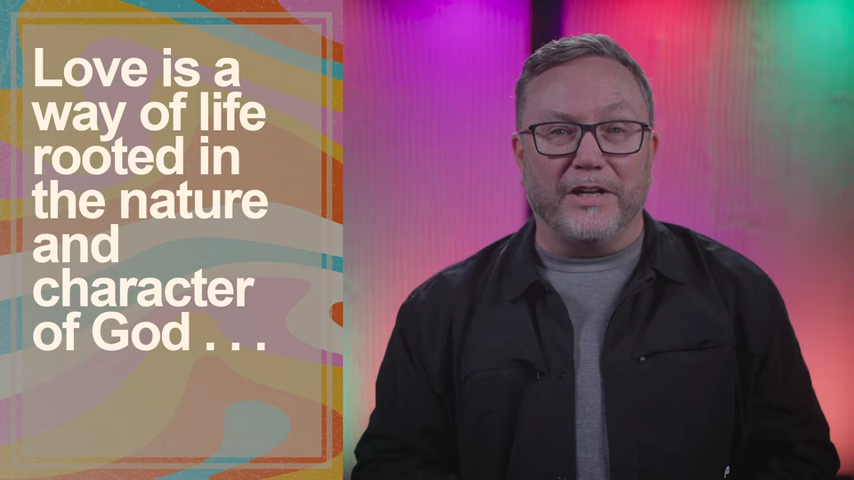 Love is a
way of life
rooted in
the nature
and
character
of God . . .